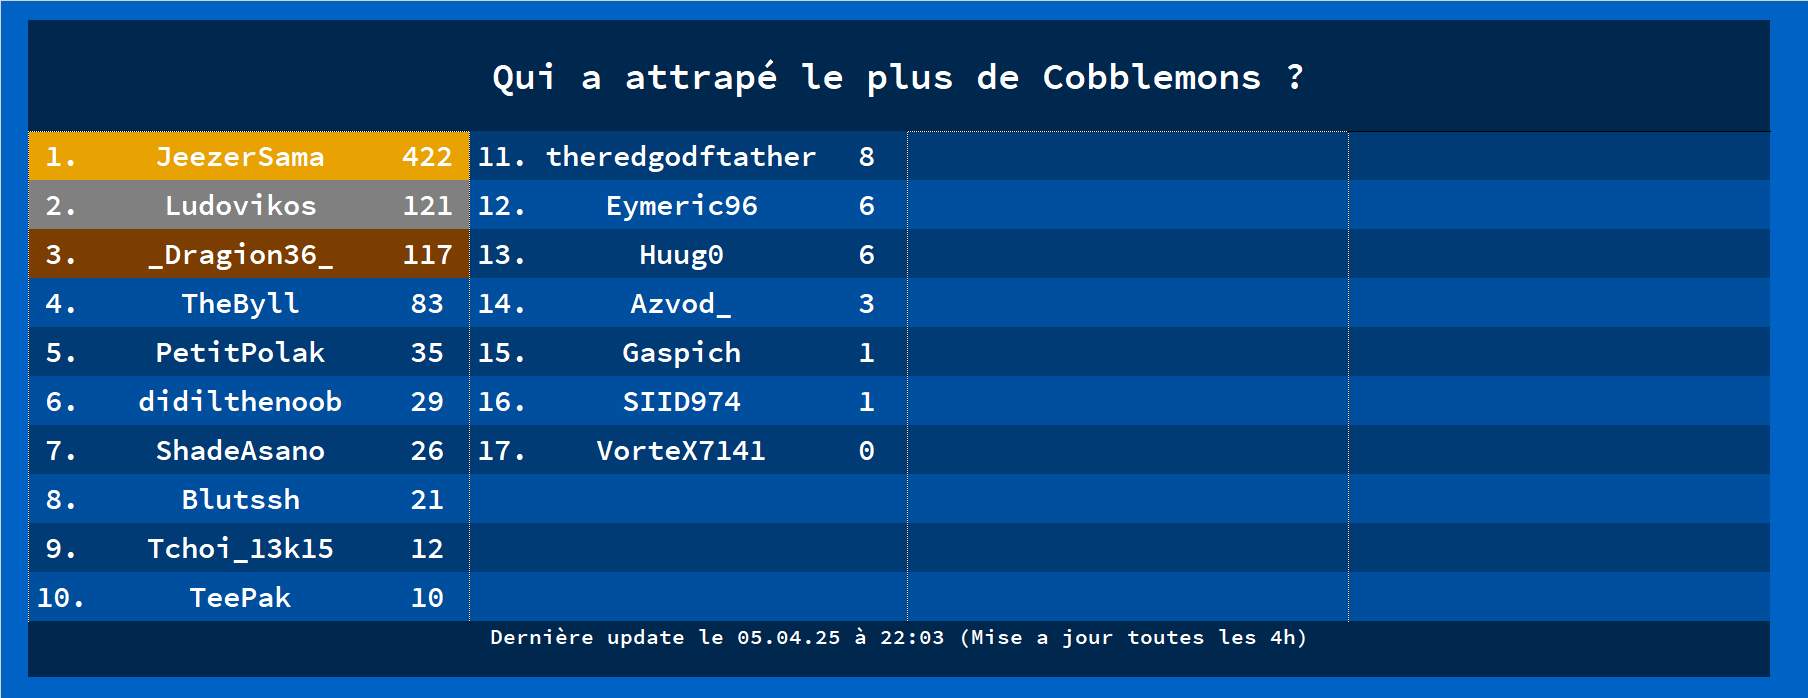 Qui a attrapé le plus de Cobblemons ?
1. JeezerSama 422
2. Ludovikos 121
3. _Dragion36_ 117
4. TheByll 83
5. PetitPolak 35
6. didilthenoob 29
7. ShadeAsano 26
8. Blutssh 21
9. Tchoi_13k15 12
10. TeePak 10
11. theredgodftather 8
12. Eymeric96 6
13. Huug0 6
14. Azvod_ 3
15. Gaspich 1
16. SIID974 1
17. VorteX7141 0
Dernière update le 05.04.25 à 22:03 (Mise a jour toutes les 4h)